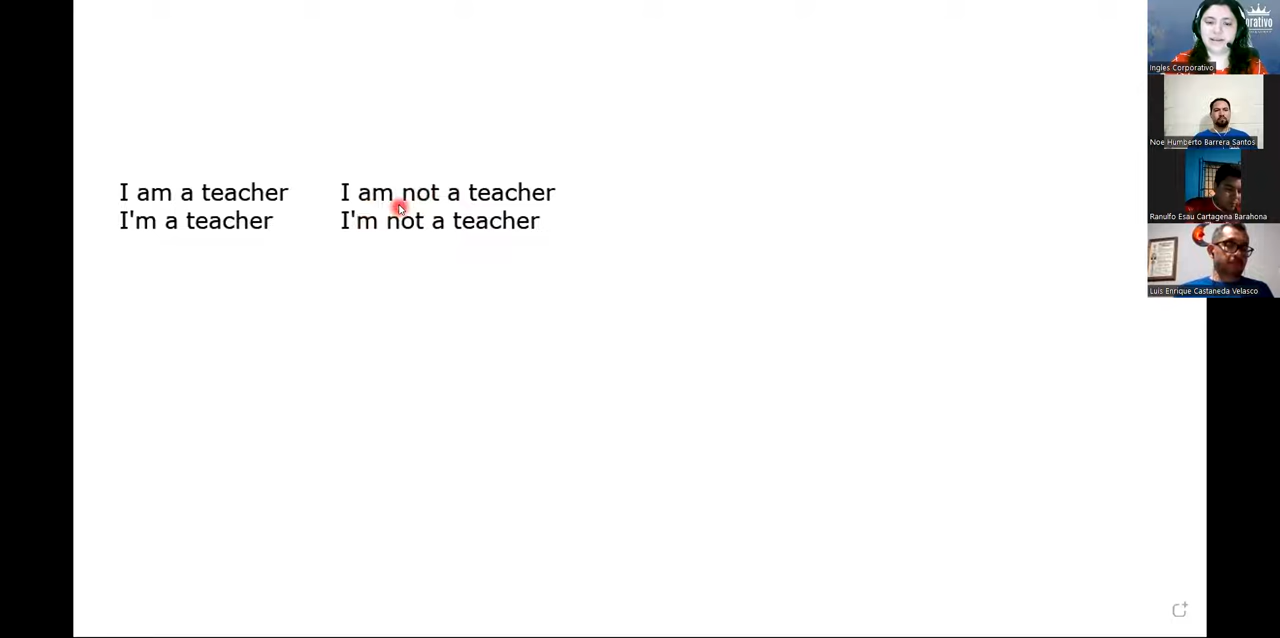 I am a teacher
I'm a teacher
I am not a teacher
I'm not a teacher
orativo
Ingles Corporativo
Noe Humberto Barrera Santos
Ranulfo Esau Cartagena Barahona
Luis Enrique Castaneda Velasco